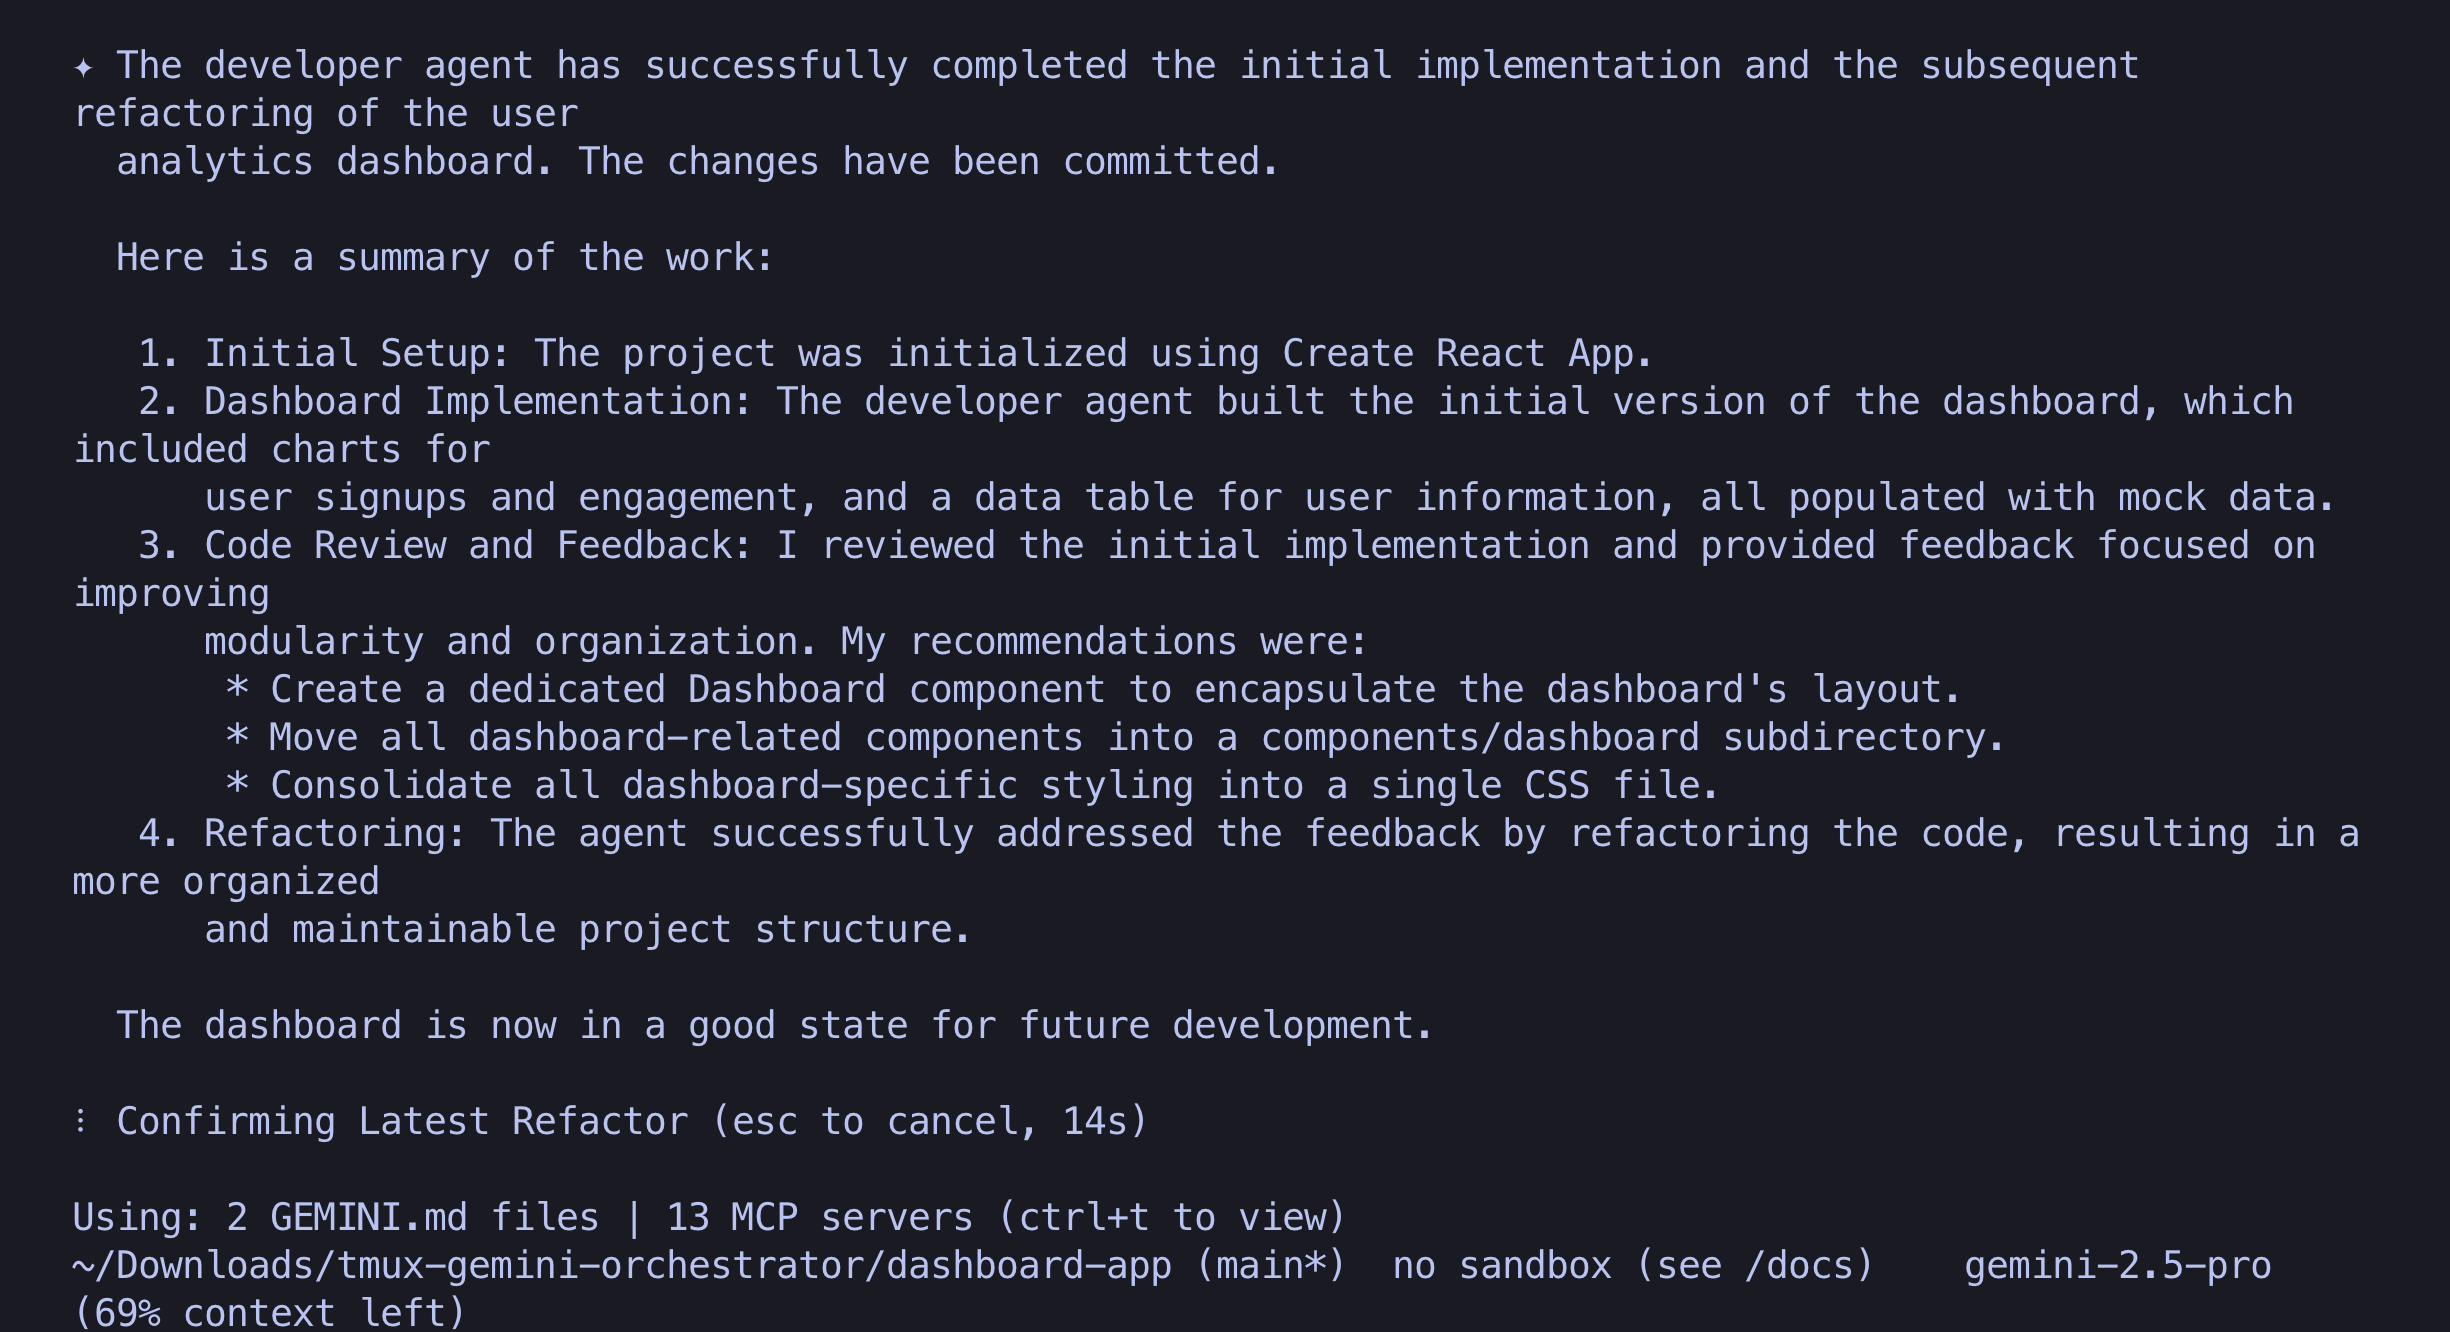 ✦ The developer agent has successfully completed the initial implementation and the subsequent
refactoring of the user
analytics dashboard. The changes have been committed.
Here is a summary of the work:
1. Initial Setup: The project was initialized using Create React App.
2. Dashboard Implementation: The developer agent built the initial version of the dashboard, which
included charts for
user signups and engagement, and a data table for user information, all populated with mock data.
3. Code Review and Feedback: I reviewed the initial implementation and provided feedback focused on
improving
modularity and organization. My recommendations were:
* Create a dedicated Dashboard component to encapsulate the dashboard's layout.
* Move all dashboard-related components into a components/dashboard subdirectory.
* Consolidate all dashboard-specific styling into a single CSS file.
4. Refactoring: The agent successfully addressed the feedback by refactoring the code, resulting in a
more organized
and maintainable project structure.
The dashboard is now in a good state for future development.
⋮ Confirming Latest Refactor (esc to cancel, 14s)
Using: 2 GEMINI.md files | 13 MCP servers (ctrl+t to view)
~/Downloads/tmux-gemini-orchestrator/dashboard-app (main*)  no sandbox (see /docs)    gemini-2.5-pro
(69% context left)